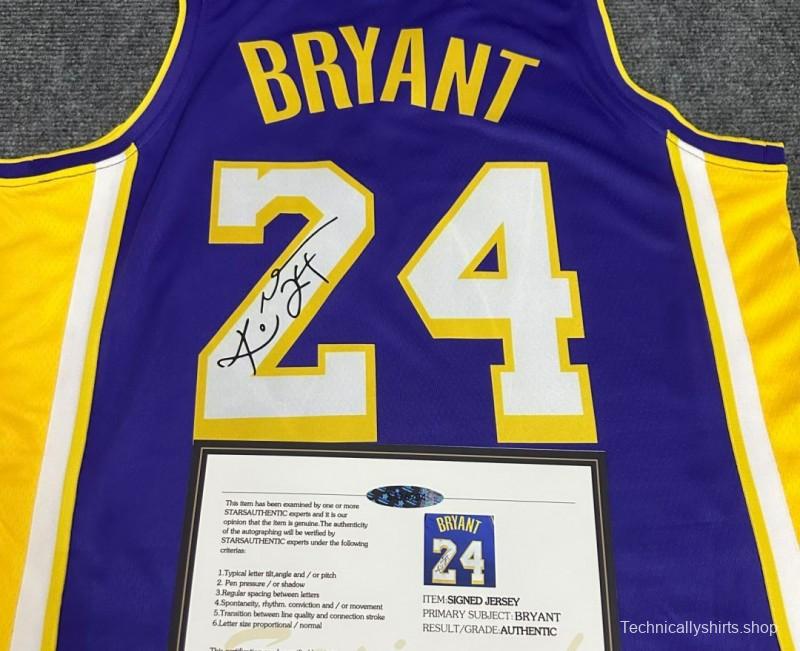 BRYANT
24
This item has been examined by one or more
STARSAUTHENTIC experts and it is our
opinion that the item is genuine.The authenticity
of the autographing will be verified by
STARSAUTHENTIC experts under the following
criterias:
1.Typical letter tilt,angle and / or pitch
2. Pen pressure / or shadow
3.Regular spacing between letters
4.Spontaneity, rhythm. conviction and / or movement
5.Transition between line quality and connection stroke
6.Letter size proportional / normal
BRYANT
24
ITEM:SIGNED JERSEY
PRIMARY SUBJECT: BRYANT
RESULT/GRADE:AUTHENTIC
Technicallyshirts.shop